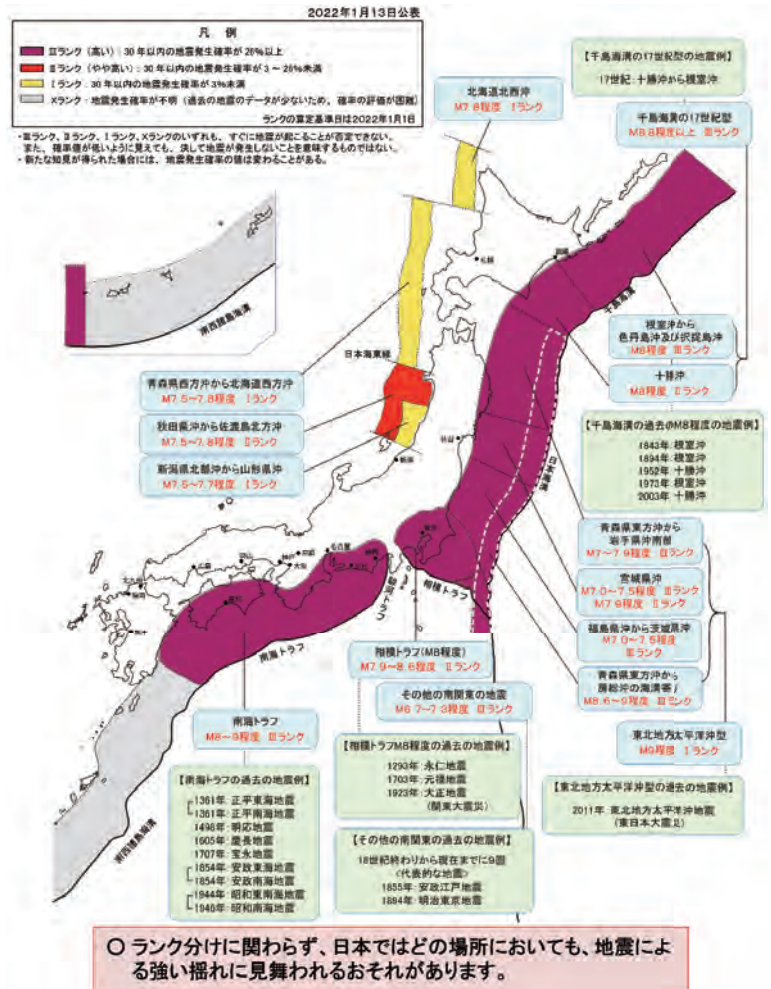 2022年1月13日公表
凡 例
Ⅲランク（高い）：30年以内の地震発生確率が26%以上
Ⅱランク（やや高い）：30年以内の地震発生確率が3～26%未満
Ⅰランク：30年以内の地震発生確率が3%未満
Xランク：地震発生確率が不明（過去の地震のデータが少ないため、確率の評価が困難）
ランクの算定基準日は2022年1月1日
・Ⅲランク、Ⅱランク、Ⅰランク、Xランクのいずれも、すぐに地震が起こることが否定できない。
また、確率値が低いように見えても、決して地震が発生しないことを意味するものではない。
・新たな知見が得られた場合には、地震発生確率の値は変わることがある。
北海道北西沖
M7.8程度 Ⅰランク
【千島海溝の17世紀型の地震例】
17世紀：十勝沖から根室沖
千島海溝の17世紀型
M8.8程度以上 Ⅲランク
南西諸島海溝
札幌
千島海溝
日本海東縁
根室沖から
色丹島沖及び択捉島沖
M8程度 Ⅲランク
十勝沖
M8程度 Ⅱランク
青森県西方沖から北海道西方沖
M7.5～7.8程度 Ⅰランク
秋田県沖から佐渡島北方沖
M7.5～7.8程度 Ⅱランク
新潟県北部沖から山形県沖
M7.5～7.7程度 Ⅰランク
仙台
新潟
日本海溝
【千島海溝の過去のM8程度の地震例】
1843年 根室沖
1894年 根室沖
1952年 十勝沖
1973年 根室沖
2003年 十勝沖
青森県東方沖から
岩手県沖南部
M7～7.9程度 Ⅲランク
宮城県沖
M7.0～7.5程度 Ⅲランク
M7.9程度 Ⅱランク
福島県沖から茨城県沖
M7.0～7.5程度
Ⅲランク
青森県東方沖から
房総沖の海溝寄り
M8.6～9程度 Ⅲランク
東北地方太平洋沖型
M9程度 Ⅰランク
名古屋
京都
大阪
神戸
東京
静岡
高知
北九州
福岡
駿河トラフ
相模トラフ
南海トラフ
相模トラフ(M8程度)
M7.9～8.6程度 Ⅱランク
その他の南関東の地震
M6.7～7.3程度 Ⅲランク
南海トラフ
M8～9程度 Ⅲランク
【南海トラフの過去の地震例】
1361年：正平東海地震
1361年：正平南海地震
1498年：明応地震
1605年：慶長地震
1707年：宝永地震
1854年：安政東海地震
1854年：安政南海地震
1944年：昭和東南海地震
1946年：昭和南海地震
南西諸島海溝
【相模トラフM8程度の過去の地震例】
1293年：永仁地震
1703年：元禄地震
1923年：大正地震
（関東大震災）
【その他の南関東の過去の地震例】
18世紀終わりから現在までに9回
<代表的な地震>
1855年：安政江戸地震
1894年：明治東京地震
【東北地方太平洋沖型の過去の地震例】
2011年：東北地方太平洋沖地震
（東日本大震災）
○ ランク分けに関わらず、日本ではどの場所においても、地震によ
る強い揺れに見舞われるおそれがあります。